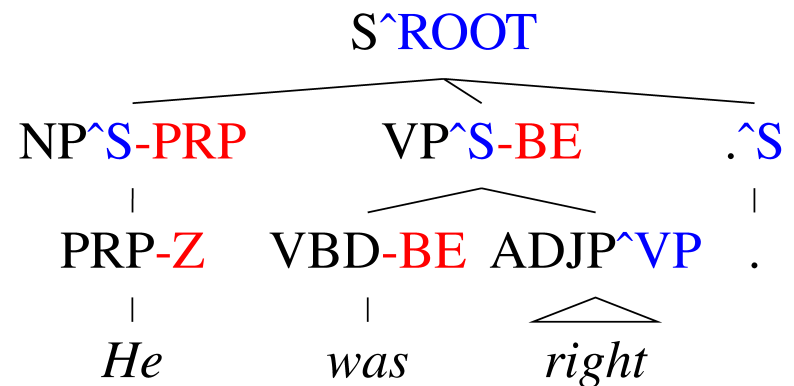 S^ROOT
NP^S-PRP VP^S-BE .^S
PRP-Z VBD-BE ADJP^VP .
He was right